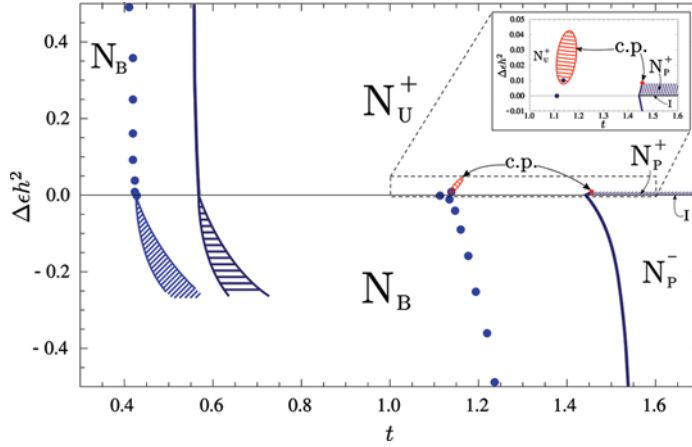 0.4
0.2
0.0
- 0.2
- 0.4
Δϵh²
0.4
0.6
0.8
1.0
1.2
1.4
1.6
t
N_B
N_U^+
N_B
c.p.
N_P^+
I
N_P^-
0.05
0.04
0.03
0.02
0.01
0.00
-0.01
Δϵh²
1.0
1.1
1.2
1.3
1.4
1.5
1.6
t
N_U^+
c.p.
N_P^+
I